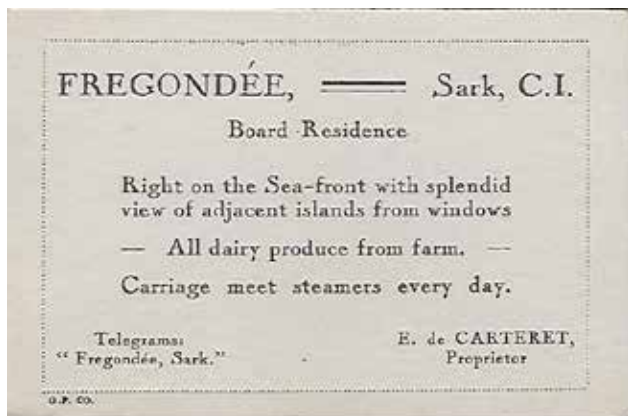 FREGONDÉE, Sark, C.I.
Board Residence
Right on the Sea-front with splendid
view of adjacent islands from windows
— All dairy produce from farm. —
Carriage meet steamers every day.
Telegrams:
" Fregondée, Sark."
E. de CARTERET,
Proprietor
G.P. CO.